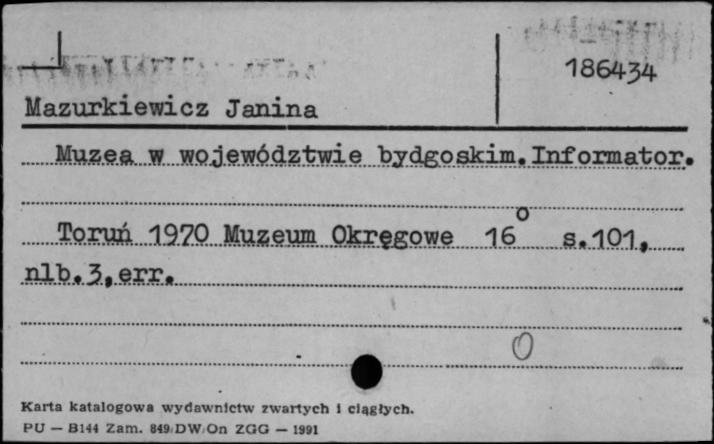 186434
Mazurkiewicz Janina
Muzea w województwie bydgoskim.Informator.
Toruń 1970 Muzeum Okręgowe 16° s.101,
nlb.3,err.
0
Karta katalogowa wydawnictw zwartych i ciągłych.
PU — B144 Zam. 849/DW/On ZGG — 1991